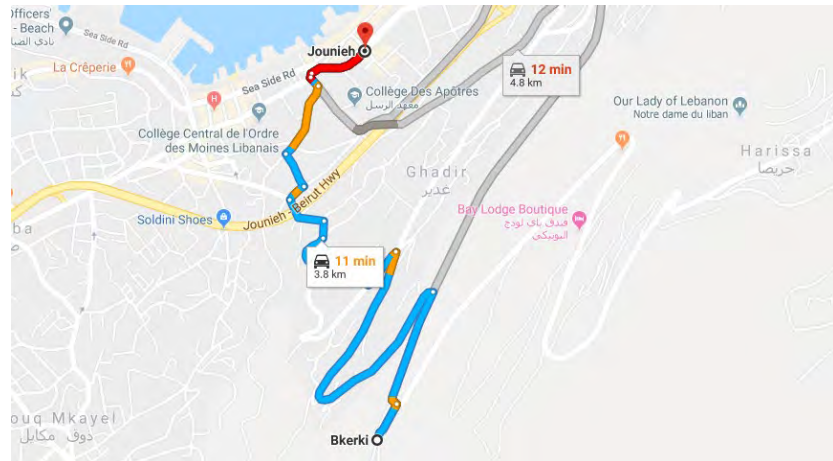 Officers'
- Beach
نادي الضبا
Sea Side Rd
La Crêperie
Jounieh
Sea Side Rd
Collège Des Apôtres
معهد الرسل
12 min
4.8 km
Our Lady of Lebanon
Notre dame du liban
Harissa
حريصا
Collège Central de l'Ordre
des Moines Libanais
Ghadir
غدير
Jounieh - Beirut Hwy
Soldini Shoes
Bay Lodge Boutique
فندق باي لودج
البوتيكي
11 min
3.8 km
ouq Mkayel
ذوق مكايل
Bkerki